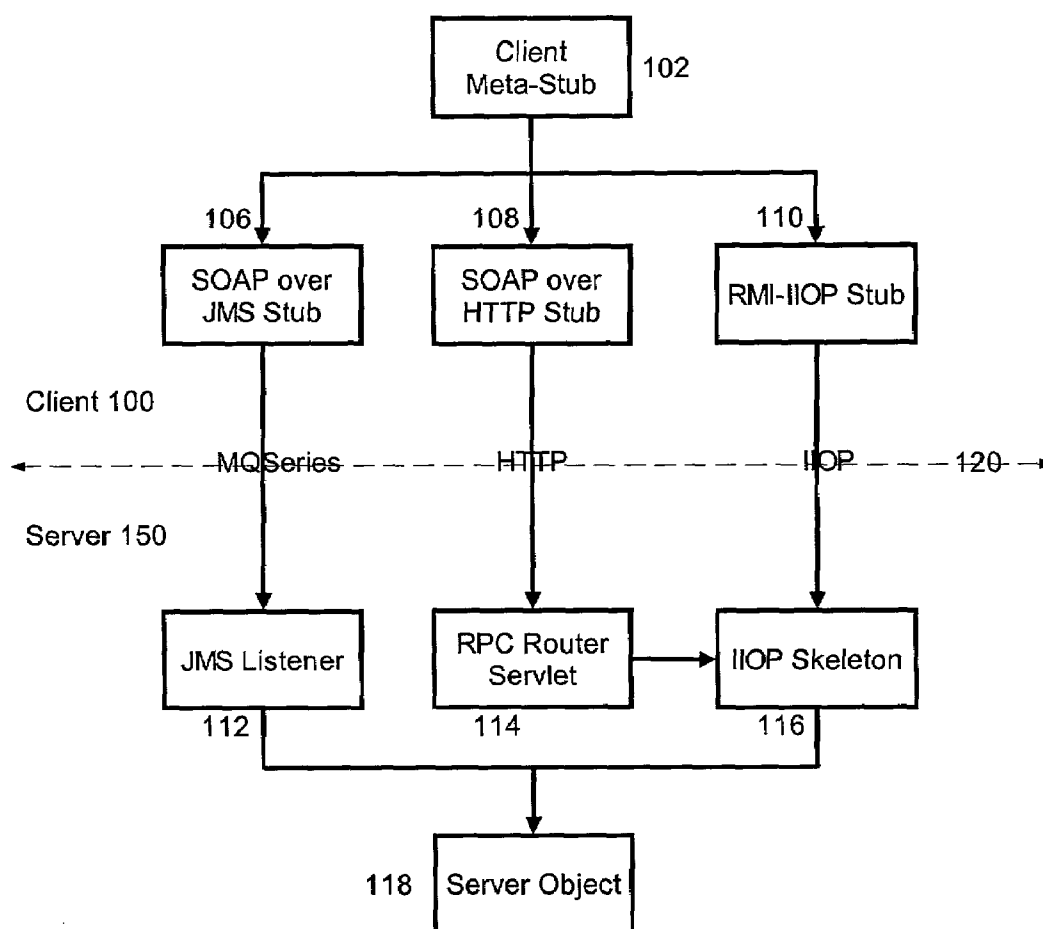 Client
Meta-Stub
102
106
108
110
SOAP over
JMS Stub
SOAP over
HTTP Stub
RMI-IIOP Stub
Client 100
MQSeries
HTTP
IIOP
120
Server 150
JMS Listener
RPC Router
Servlet
IIOP Skeleton
112
114
116
118
Server Object